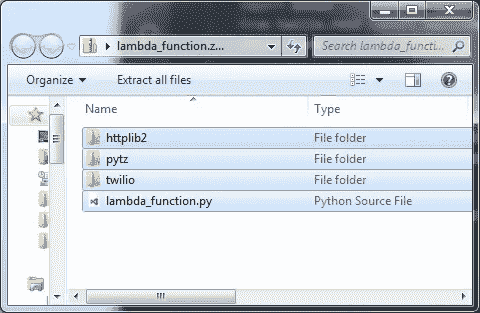 lambda_function.z...
Search lambda_functi...
Organize
Extract all files
Name Type
httplib2 File folder
pytz File folder
twilio File folder
lambda_function.py Python Source File